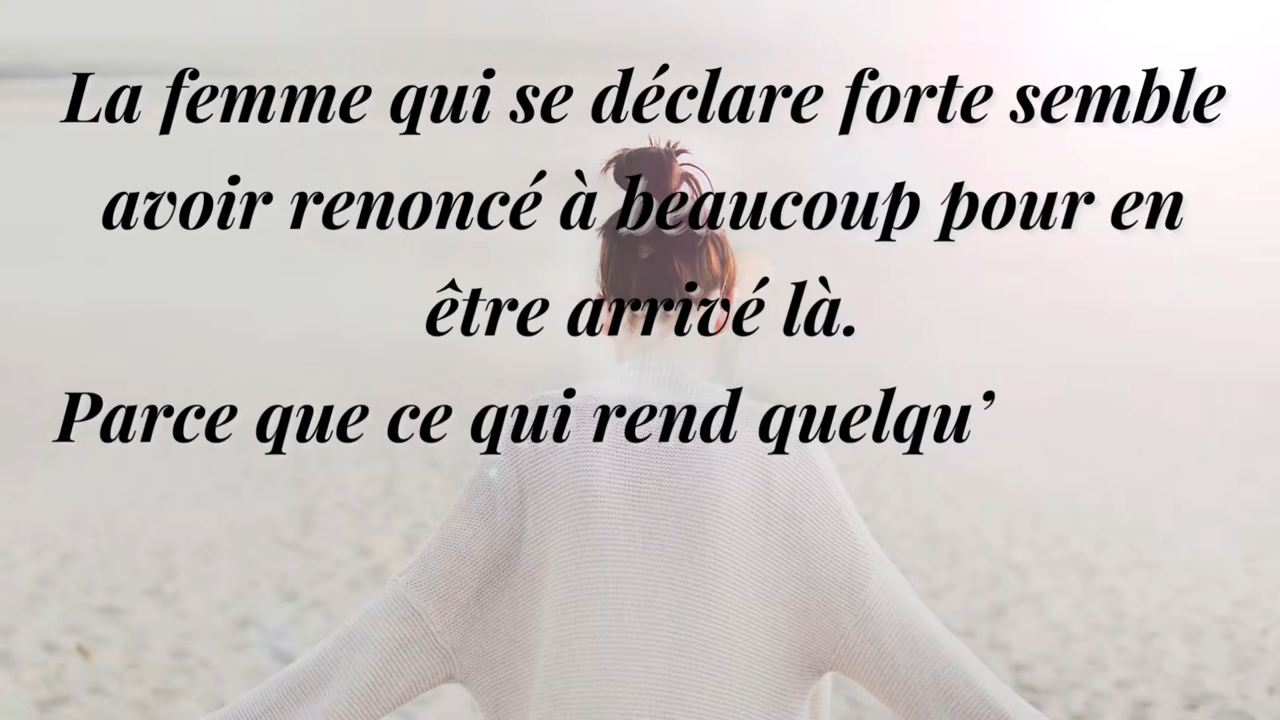 La femme qui se déclare forte semble
avoir renoncé à beaucoup pour en
être arrivé là.
Parce que ce qui rend quelqu’